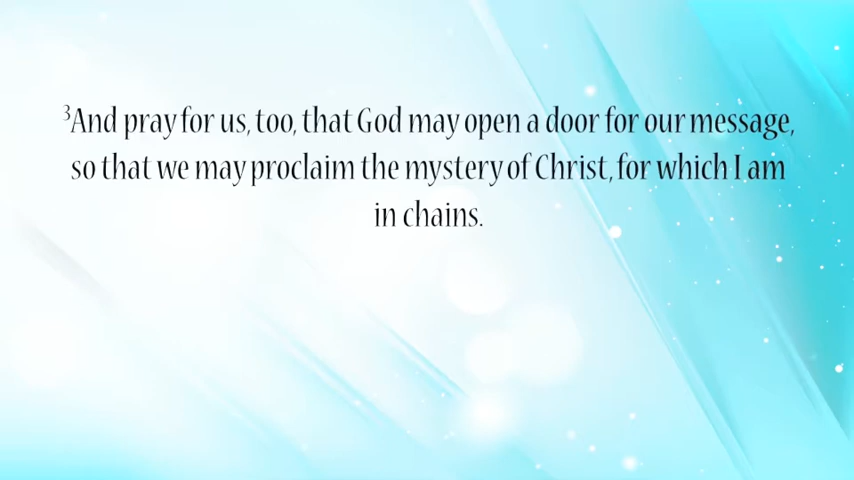 ³And pray for us, too, that God may open a door for our message,
so that we may proclaim the mystery of Christ, for which I am
in chains.